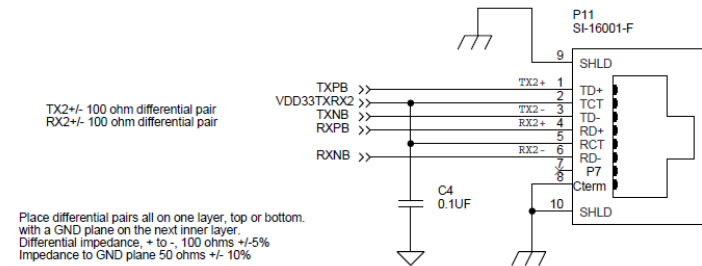 P11
SI-16001-F
9 SHLD
TXPB TX2+ 1 TD+
VDD33TXRX2 2 TCT
TXNB TX2- 3 TD-
RXPB RX2+ 4 RD+
5 RCT
RXNB RX2- 6 RD-
7 P7
8 Cterm
10 SHLD
TX2+/- 100 ohm differential pair
RX2+/- 100 ohm differential pair
C4
0.1UF
Place differential pairs all on one layer, top or bottom.
with a GND plane on the next inner layer.
Differential impedance, + to -, 100 ohms +/-5%
Impedance to GND plane 50 ohms +/- 10%